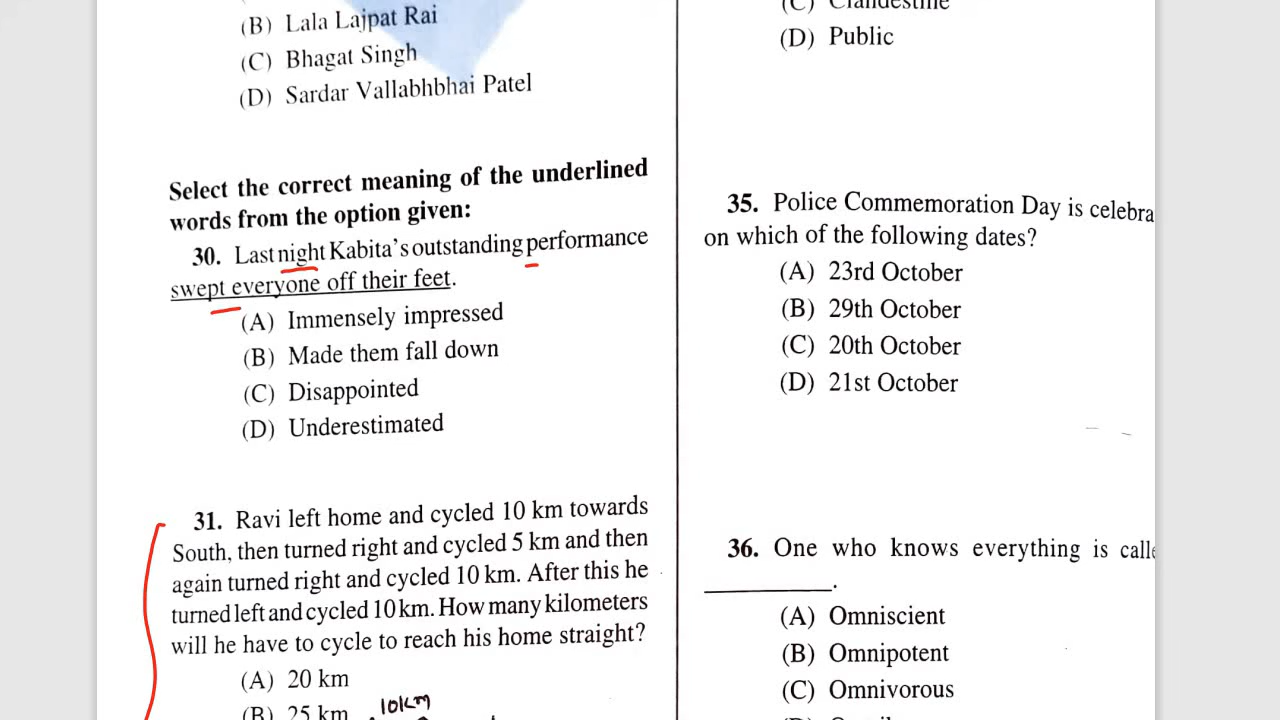 (B) Lala Lajpat Rai
(C) Bhagat Singh
(D) Sardar Vallabhbhai Patel
Select the correct meaning of the underlined
words from the option given:
30. Last night Kabita's outstanding performance
swept everyone off their feet.
(A) Immensely impressed
(B) Made them fall down
(C) Disappointed
(D) Underestimated
31. Ravi left home and cycled 10 km towards
South, then turned right and cycled 5 km and then
again turned right and cycled 10 km. After this he
turned left and cycled 10 km. How many kilometers
will he have to cycle to reach his home straight?
(A) 20 km
(B) 25 km
10km
(C) Clandestine
(D) Public
35. Police Commemoration Day is celebra
on which of the following dates?
(A) 23rd October
(B) 29th October
(C) 20th October
(D) 21st October
36. One who knows everything is calle
__________.
(A) Omniscient
(B) Omnipotent
(C) Omnivorous